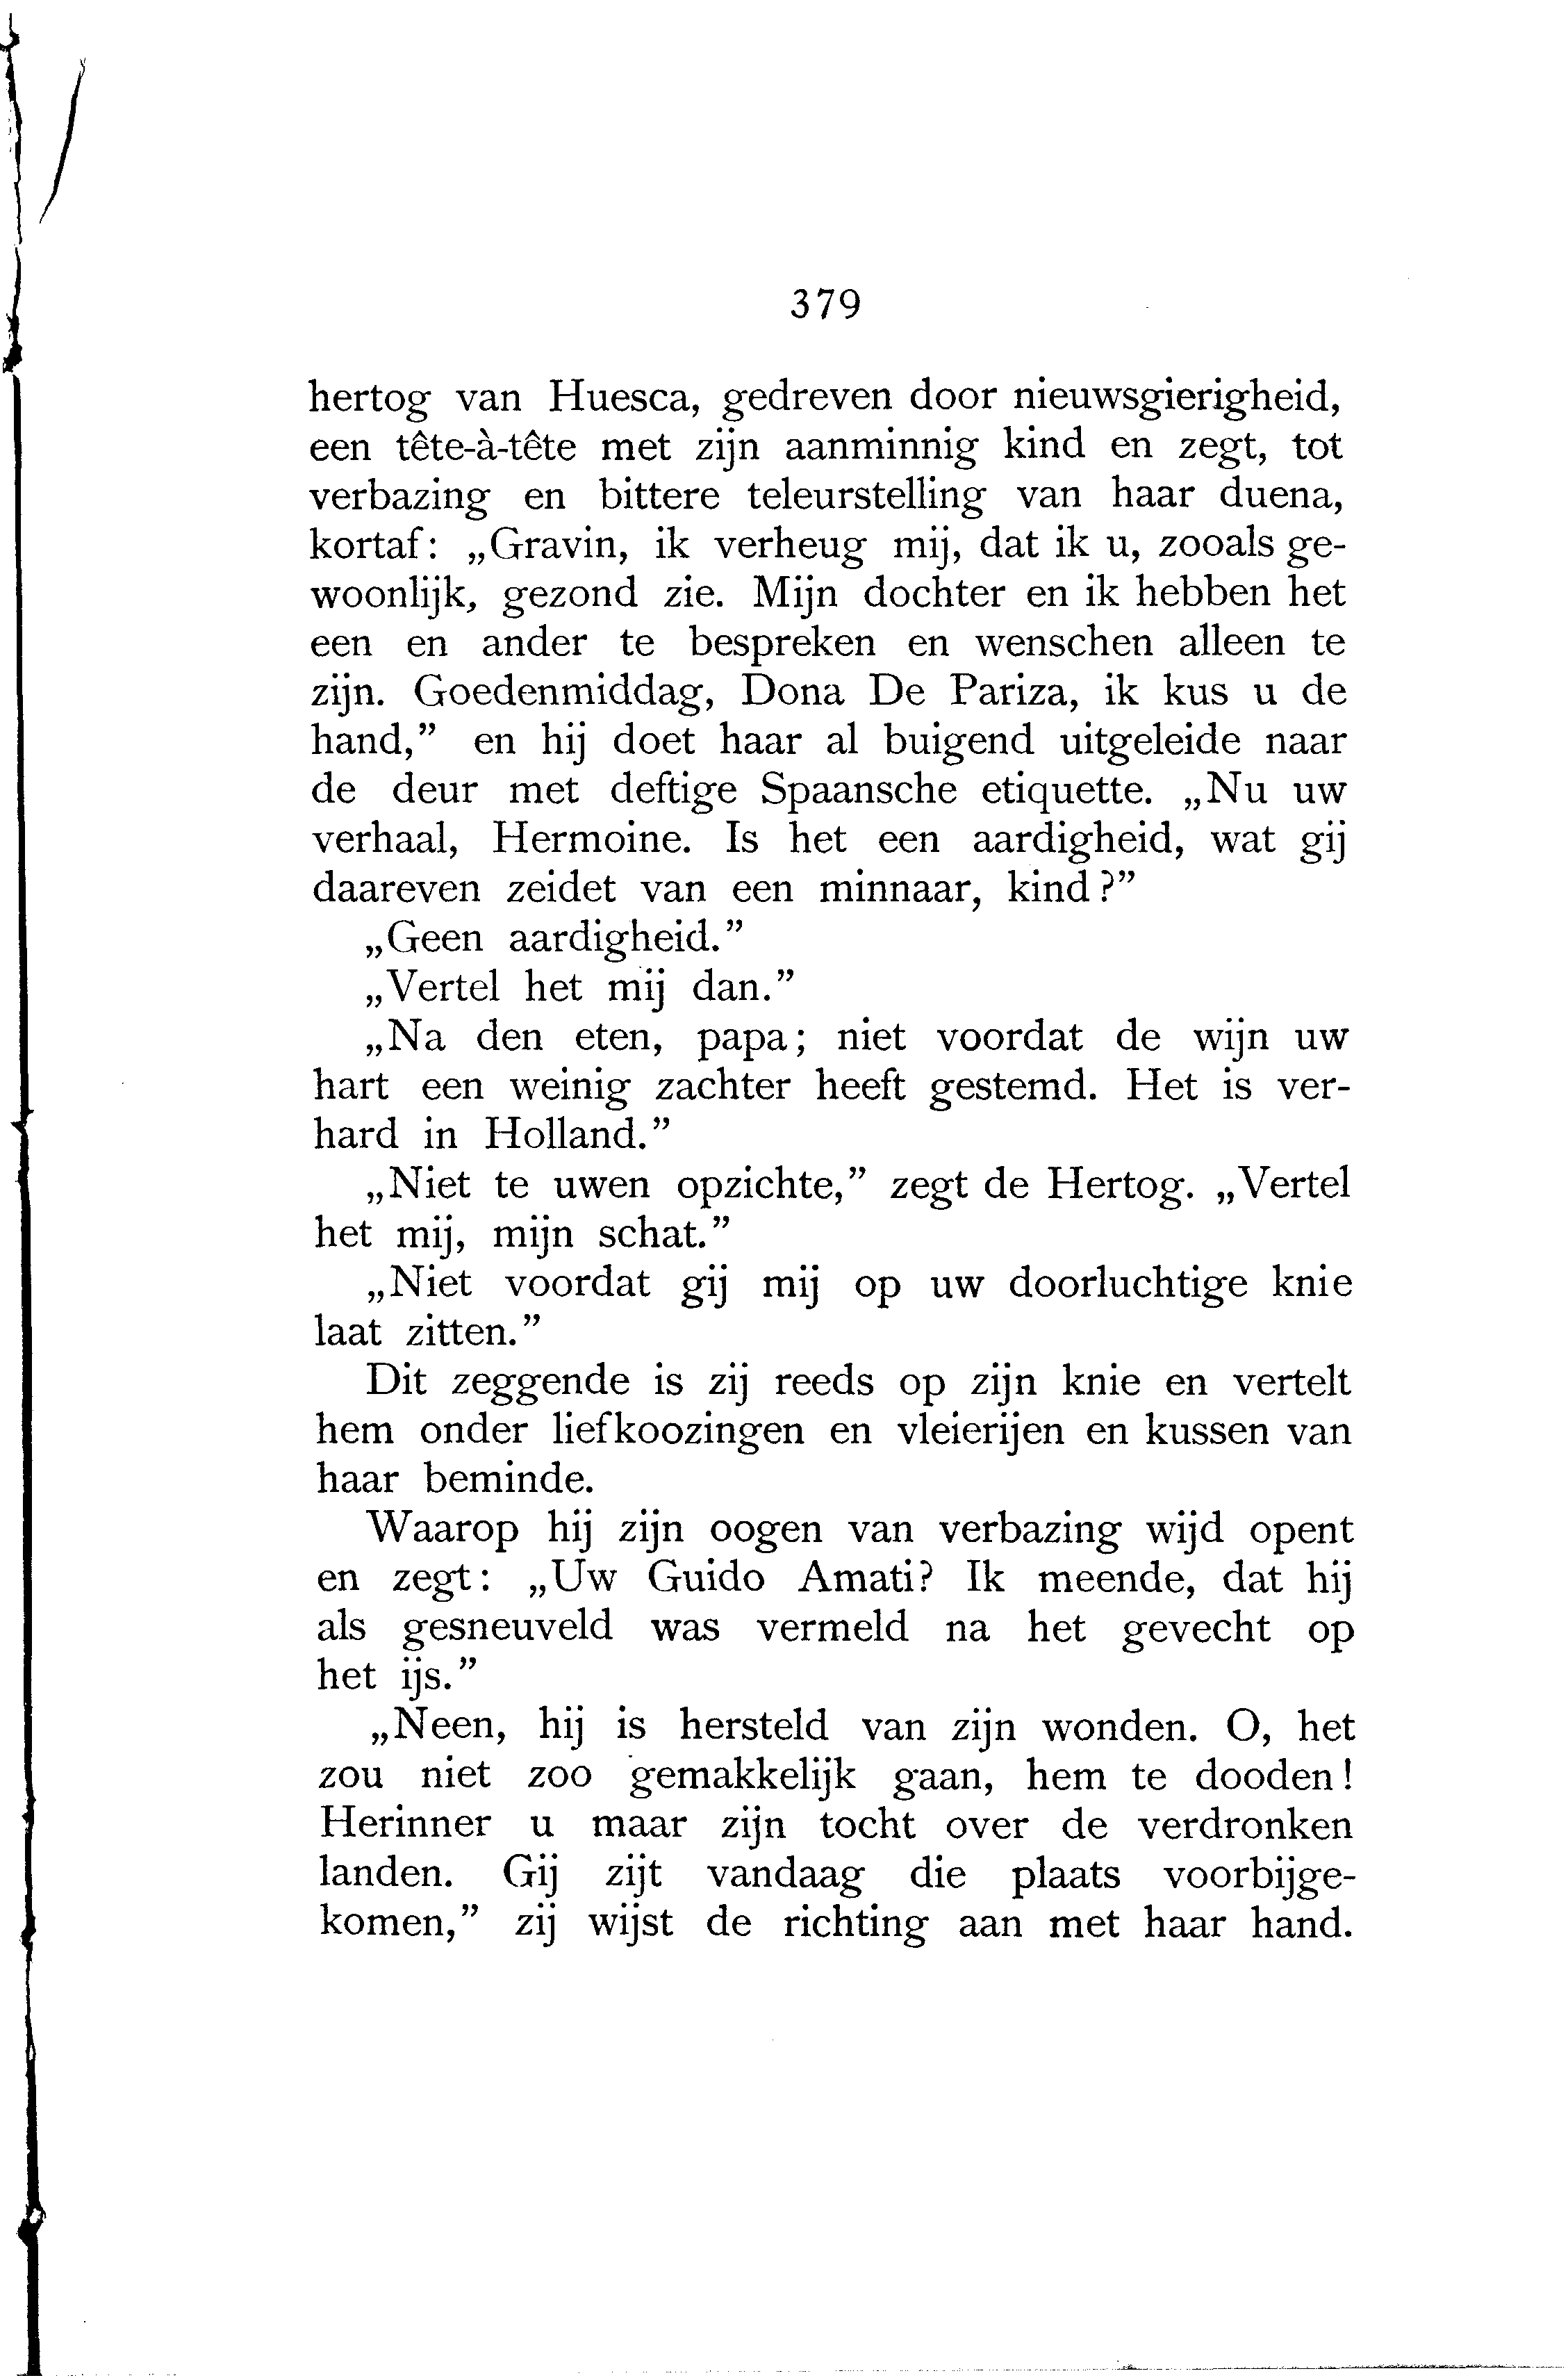 379
hertog van Huesca, gedreven door nieuwsgierigheid,
een tête-à-tête met zijn aanminnig kind en zegt, tot
verbazing en bittere teleurstelling van haar duena,
kortaf: „Gravin, ik verheug mij, dat ik u, zooals ge-
woonlijk, gezond zie. Mijn dochter en ik hebben het
een en ander te bespreken en wenschen alleen te
zijn. Goedenmiddag, Dona De Pariza, ik kus u de
hand,” en hij doet haar al buigend uitgeleide naar
de deur met deftige Spaansche etiquette. „Nu uw
verhaal, Hermoine. Is het een aardigheid, wat gij
daareven zeidet van een minnaar, kind?”
„Geen aardigheid.”
„Vertel het mij dan.”
„Na den eten, papa; niet voordat de wijn uw
hart een weinig zachter heeft gestemd. Het is ver-
hard in Holland.”
„Niet te uwen opzichte,” zegt de Hertog. „Vertel
het mij, mijn schat.”
„Niet voordat gij mij op uw doorluchtige knie
laat zitten.”
Dit zeggende is zij reeds op zijn knie en vertelt
hem onder liefkoozingen en vleierijen en kussen van
haar beminde.
Waarop hij zijn oogen van verbazing wijd opent
en zegt: „Uw Guido Amati? Ik meende, dat hij
als gesneuveld was vermeld na het gevecht op
het ijs.”
„Neen, hij is hersteld van zijn wonden. O, het
zou niet zoo gemakkelijk gaan, hem te dooden!
Herinner u maar zijn tocht over de verdronken
landen. Gij zijt vandaag die plaats voorbijge-
komen,” zij wijst de richting aan met haar hand.